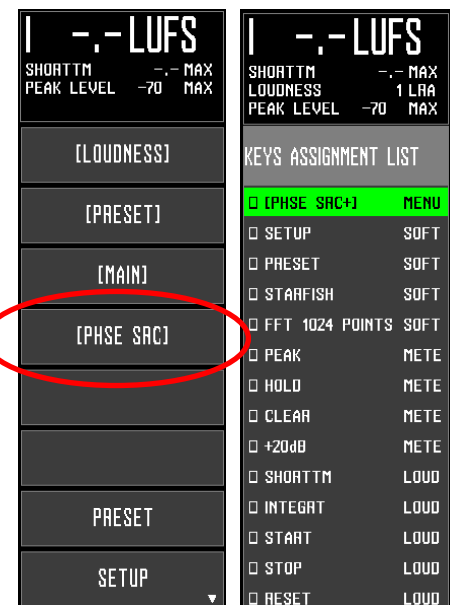 I -.- LUFS
SHORTTM -.- MAX
PEAK LEVEL -70 MAX
[LOUDNESS]
[PRESET]
[MAIN]
[PHSE SRC]
PRESET
SETUP
I -.- LUFS
SHORTTM -.- MAX
LOUDNESS 1 LRA
PEAK LEVEL -70 MAX
KEYS ASSIGNMENT LIST
[PHSE SRC+] MENU
SETUP SOFT
PRESET SOFT
STARFISH SOFT
FFT 1024 POINTS SOFT
PEAK METE
HOLD METE
CLEAR METE
+20dB METE
SHORTTM LOUD
INTEGRT LOUD
START LOUD
STOP LOUD
RESET LOUD